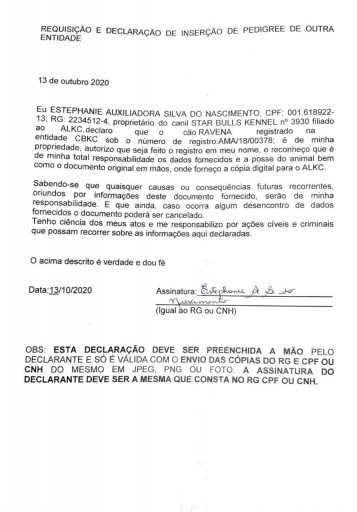 REQUISIÇÃO E DECLARAÇÃO DE INSERÇÃO DE PEDIGREE DE OUTRA
ENTIDADE
13 de outubro 2020
Eu ESTEPHANIE AUXILIADORA SILVA DO NASCIMENTO; CPF: 001.618922-
13; RG: 2234512-4, proprietário do canil STAR BULLS KENNEL nº 3930 filiado
ao ALKC,declaro que o cão RAVENA registrado na
entidade CBKC sob o número de registro:AMA/18/00378; é de minha
propriedade, autorizo que seja feito o registro em meu nome, e reconheço que é
de minha total responsabilidade os dados fornecidos e a posse do animal bem
como o documento original em mãos, onde forneço a cópia digital para o ALKC.
Sabendo-se que quaisquer causas ou consequências futuras recorrentes,
oriundos por informações deste documento fornecido, serão de minha
responsabilidade. E que ainda, caso ocorra algum desencontro de dados
fornecidos o documento poderá ser cancelado.
Tenho ciência dos meus atos e me responsabilizo por ações cíveis e criminais
que possam recorrer sobre as informações aqui declaradas.
O acima descrito é verdade e dou fé
Data:13/10/2020 Assinatura: Estephanie A S do
Nascimento
(Igual ao RG ou CNH)
OBS: ESTA DECLARAÇÃO DEVE SER PREENCHIDA A MÃO PELO
DECLARANTE E SÓ É VÁLIDA COM O ENVIO DAS CÓPIAS DO RG E CPF OU
CNH DO MESMO EM JPEG, PNG OU FOTO. A ASSINATURA DO
DECLARANTE DEVE SER A MESMA QUE CONSTA NO RG CPF OU CNH.